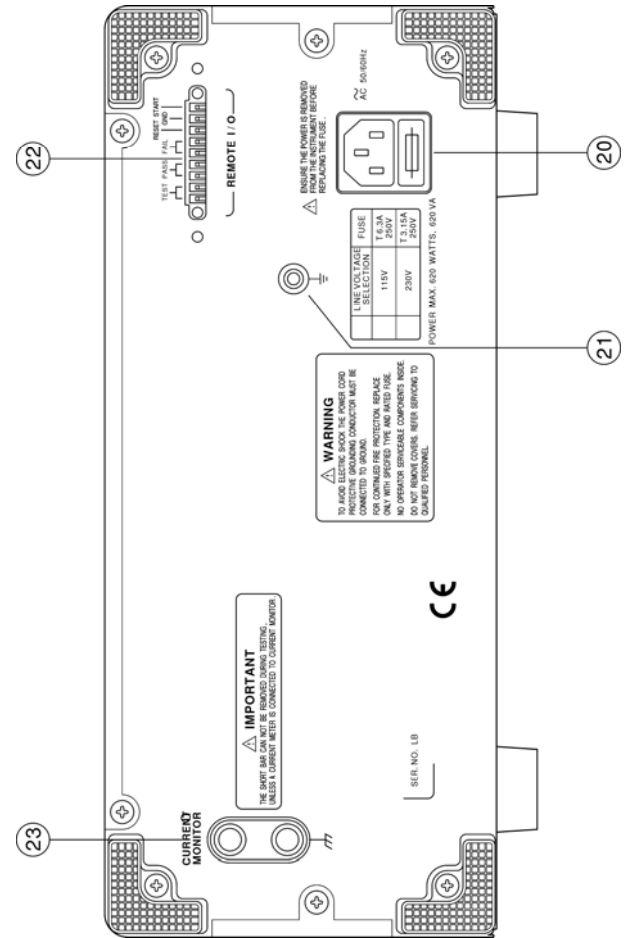 23
22
21
20
CURRENT
MONITOR
⚠ IMPORTANT
THE SHORT BAR CAN NOT BE REMOVED DURING TESTING,
UNLESS A CURRENT METER IS CONNECTED TO CURRENT MONITOR.
SER. NO. LB
CE
⚠ WARNING
TO AVOID ELECTRIC SHOCK THE POWER CORD
PROTECTIVE GROUNDING CONDUCTOR MUST BE
CONNECTED TO GROUND.
FOR CONTINUED FIRE PROTECTION. REPLACE
ONLY WITH SPECIFIED TYPE AND RATED FUSE.
NO OPERATOR SERVICEABLE COMPONENTS INSIDE.
DO NOT REMOVE COVERS. REFER SERVICING TO
QUALIFIED PERSONNEL.
TEST PASS FAIL RESET START
GND
REMOTE I / O
⚠ ENSURE THE POWER IS REMOVED
FROM THE INSTRUMENT BEFORE
REPLACING THE FUSE .
LINE VOLTAGE
SELECTION
FUSE
115V
T 6.3A
250V
230V
T 3.15A
250V
POWER MAX. 620 WATTS, 620 VA
~
AC 50/60Hz